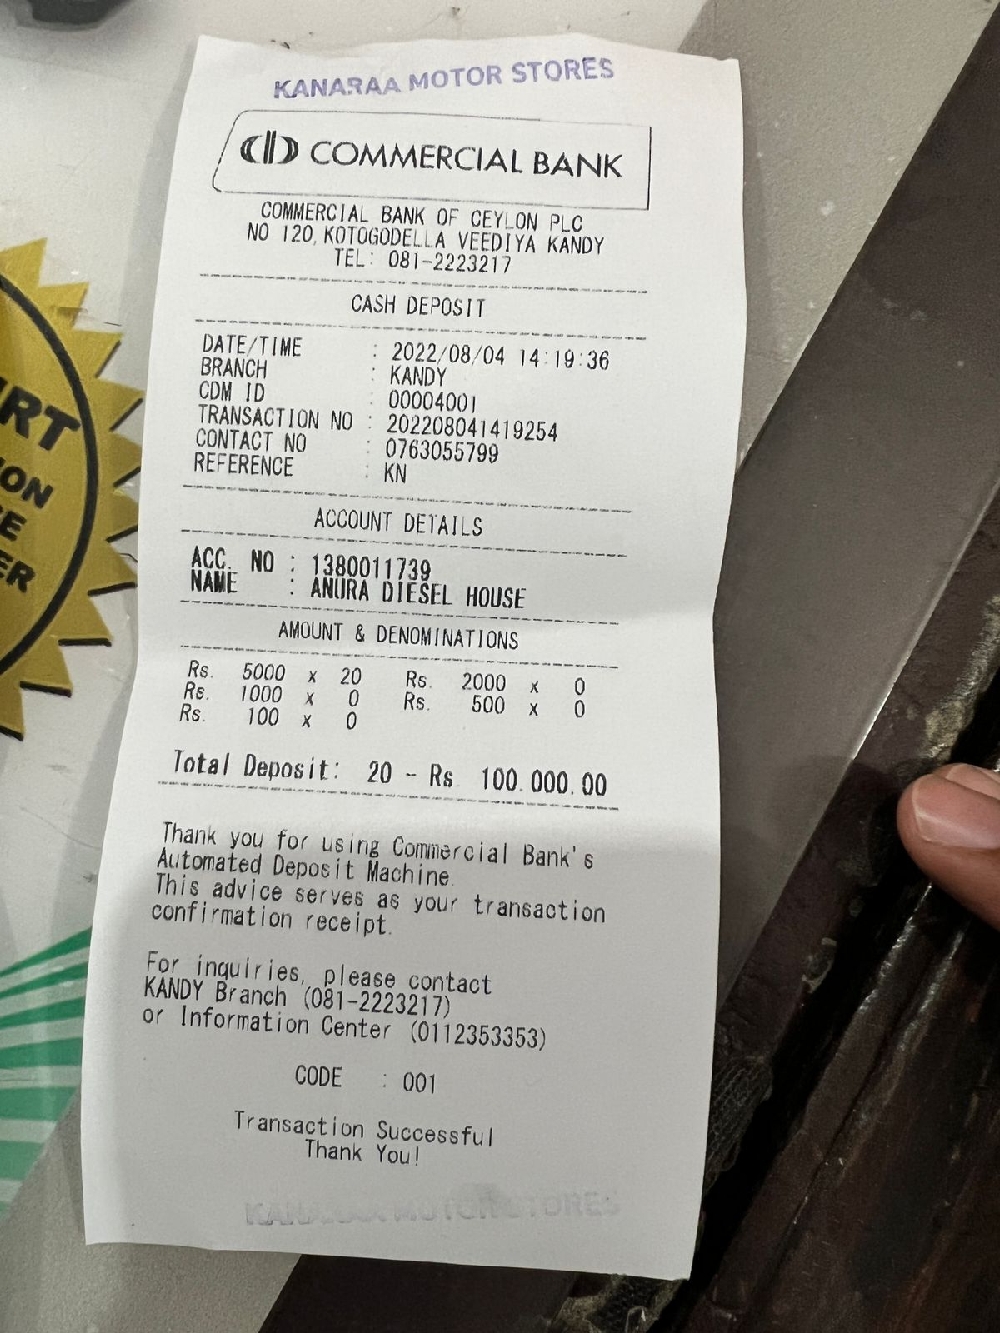 KANARAA MOTOR STORES
COMMERCIAL BANK
COMMERCIAL BANK OF CEYLON PLC
NO 120, KOTOGODELLA VEEDIYA KANDY
TEL: 081-2223217
CASH DEPOSIT
DATE/TIME : 2022/08/04 14:19:36
BRANCH : KANDY
CDM ID : 00004001
TRANSACTION NO : 202208041419254
CONTACT NO : 0763055799
REFERENCE : KN
ACCOUNT DETAILS
ACC. NO : 1380011739
NAME : ANURA DIESEL HOUSE
AMOUNT & DENOMINATIONS
Rs. 5000 x 20 Rs. 2000 x 0
Rs. 1000 x 0 Rs. 500 x 0
Rs. 100 x 0
Total Deposit: 20 - Rs 100.000.00
Thank you for using Commercial Bank's
Automated Deposit Machine.
This advice serves as your transaction
confirmation receipt.
For inquiries, please contact
KANDY Branch (081-2223217)
or Information Center (0112353353)
CODE : 001
Transaction Successful
Thank You!
KANARAA MOTOR STORES